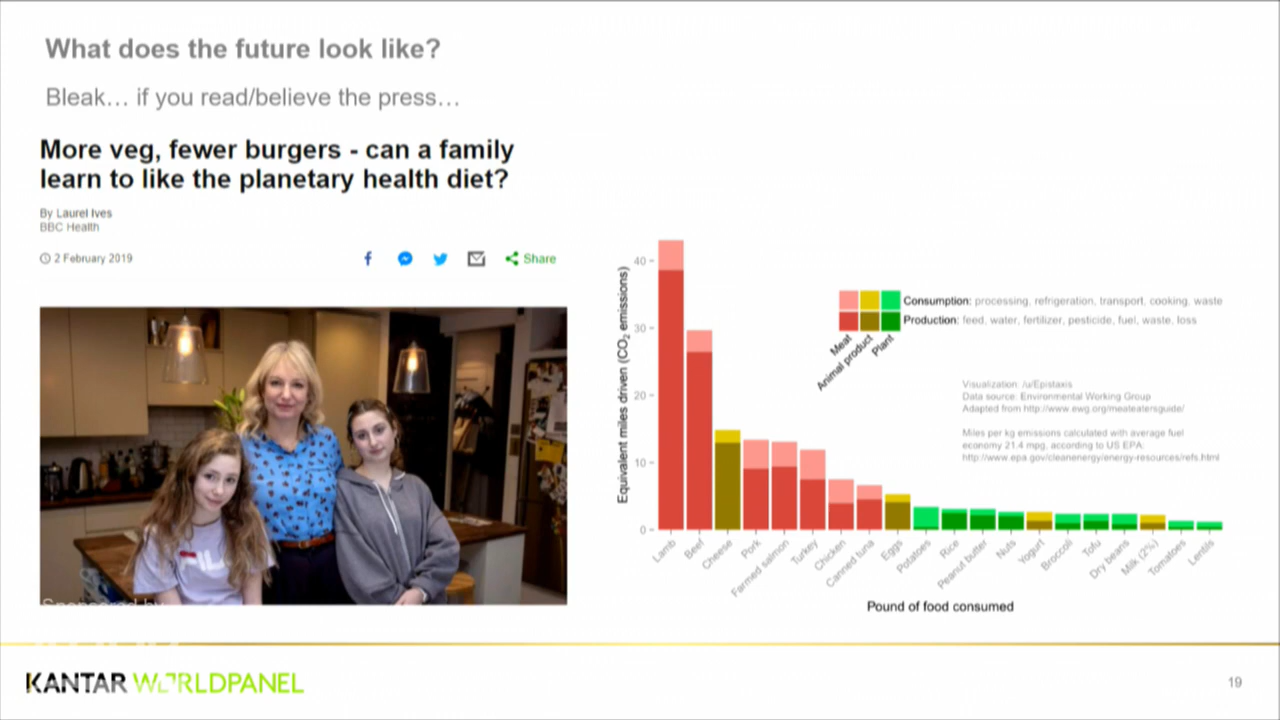 What does the future look like?
Bleak… if you read/believe the press…
More veg, fewer burgers - can a family
learn to like the planetary health diet?
By Laurel Ives
BBC Health
2 February 2019
Share
FILA
Sponsored by
Equivalent miles driven (CO2 emissions)
40
30
20
10
0
Consumption: processing, refrigeration, transport, cooking, waste
Production: feed, water, fertilizer, pesticide, fuel, waste, loss
Meat
Animal product
Plant
Visualization: /u/Epistaxis
Data source: Environmental Working Group
Adapted from http://www.ewg.org/meateatersguide/
Miles per kg emissions calculated with average fuel
economy 21.4 mpg, according to US EPA:
http://www.epa.gov/cleanenergy/energy-resources/refs.html
Lamb
Beef
Cheese
Pork
Farmed salmon
Turkey
Chicken
Canned tuna
Eggs
Potatoes
Rice
Peanut butter
Nuts
Yogurt
Broccoli
Tofu
Dry beans
Milk (2%)
Tomatoes
Lentils
Pound of food consumed
KANTAR WORLDPANEL
19